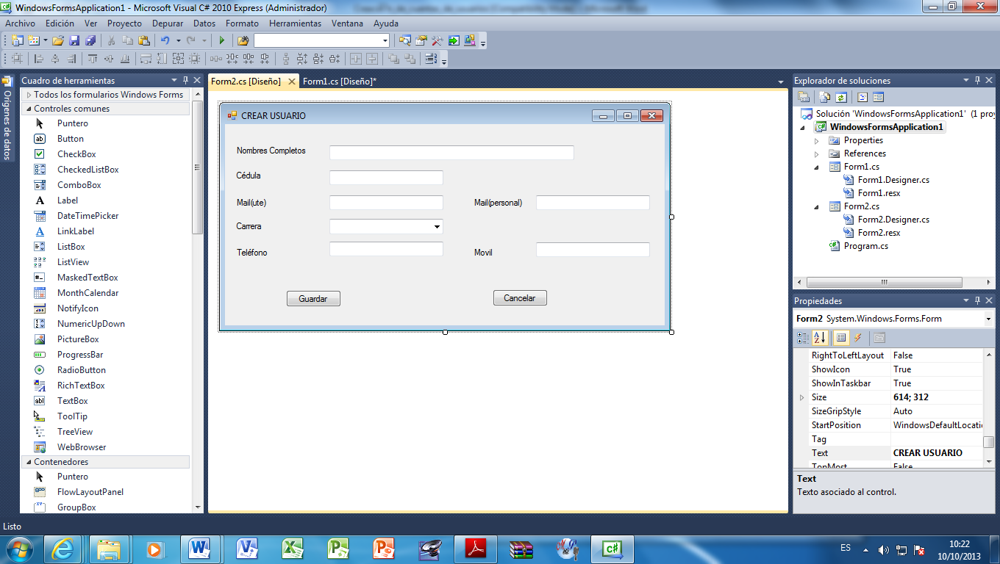 WindowsFormsApplication1 - Microsoft Visual C# 2010 Express (Administrador)
Archivo Edición Ver Proyecto Depurar Datos Formato Herramientas Ventana Ayuda
Orígenes de datos
Cuadro de herramientas
Todos los formularios Windows Forms
Controles comunes
Puntero
Button
CheckBox
CheckedListBox
ComboBox
Label
DateTimePicker
LinkLabel
ListBox
ListView
MaskedTextBox
MonthCalendar
NotifyIcon
NumericUpDown
PictureBox
ProgressBar
RadioButton
RichTextBox
TextBox
ToolTip
TreeView
WebBrowser
Contenedores
Puntero
FlowLayoutPanel
GroupBox
Form2.cs [Diseño] Form1.cs [Diseño]*
CREAR USUARIO
Nombres Completos
Cédula
Mail(ute) Mail(personal)
Carrera
Teléfono Movil
Guardar Cancelar
Explorador de soluciones
Solución 'WindowsFormsApplication1' (1 proy
WindowsFormsApplication1
Properties
References
Form1.cs
Form1.Designer.cs
Form1.resx
Form2.cs
Form2.Designer.cs
Form2.resx
Program.cs
Propiedades
Form2 System.Windows.Forms.Form
RightToLeftLayout False
ShowIcon True
ShowInTaskbar True
Size 614; 312
SizeGripStyle Auto
StartPosition WindowsDefaultLocati
Tag
Text CREAR USUARIO
TopMost False
Text
Texto asociado al control.
Listo
ES
10:22
10/10/2013